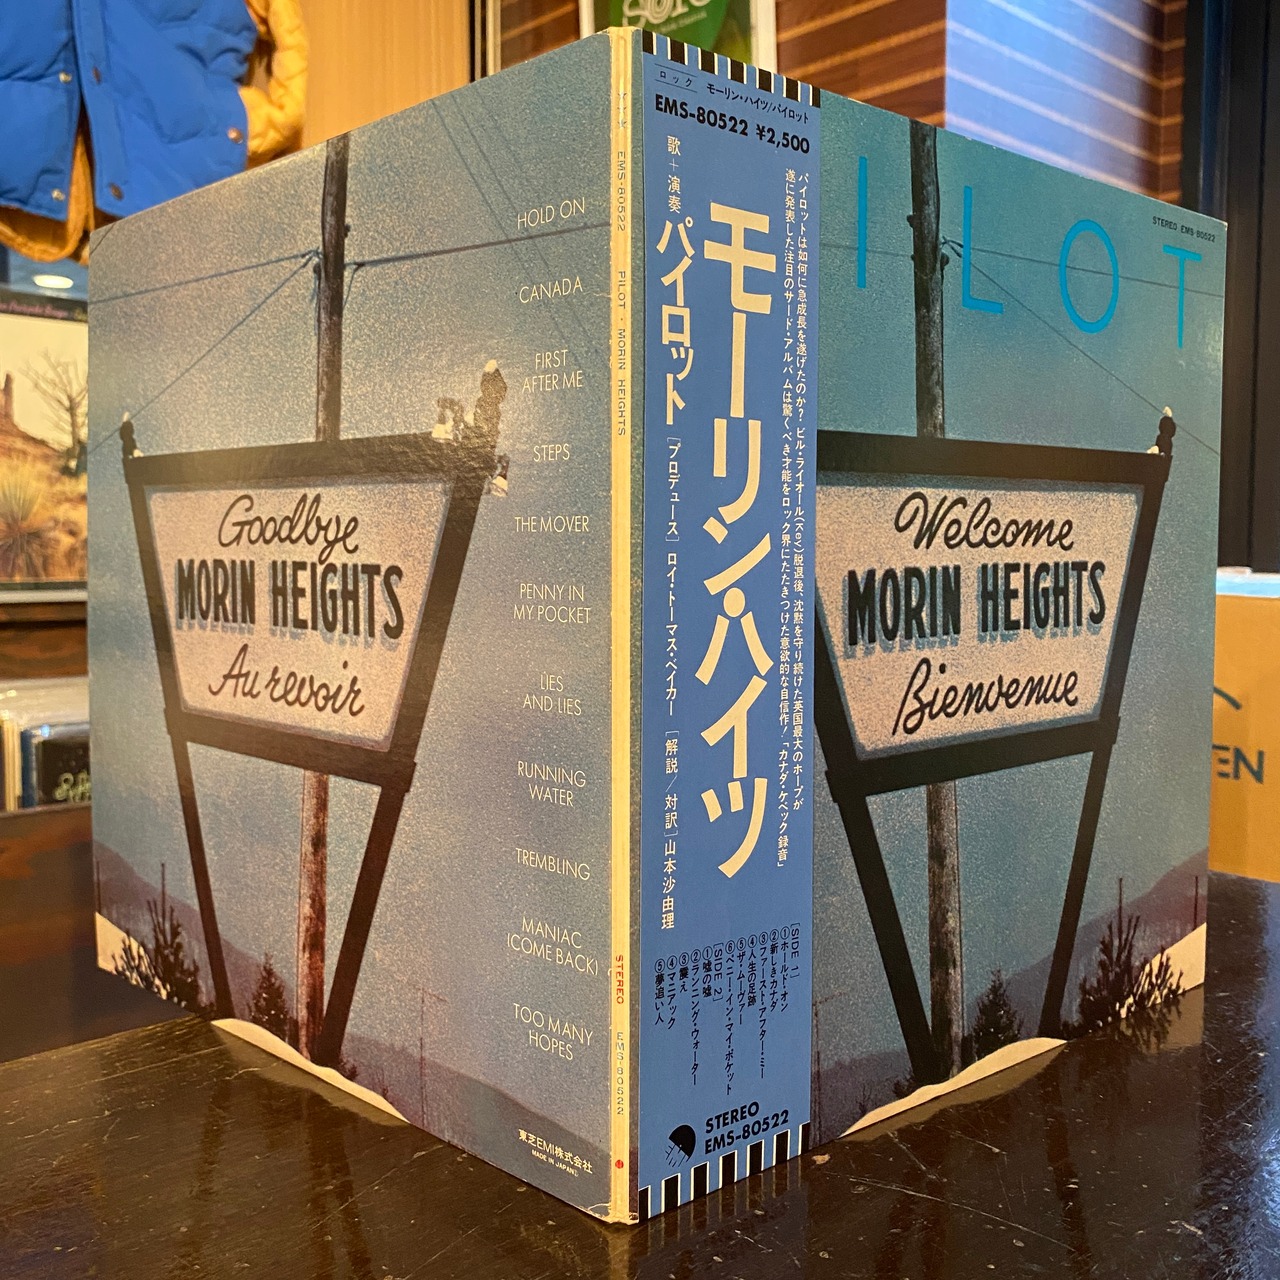 HOLD ON
CANADA
FIRST
AFTER ME
STEPS
THE MOVER
PENNY IN
MY POCKET
LIES
AND LIES
RUNNING
WATER
TREMBLING
MANIAC
(COME BACK)
TOO MANY
HOPES
Goodbye
MORIN HEIGHTS
Au revoir
東芝EMI株式会社
MADE IN JAPAN
EMS-80522
PILOT · MORIN HEIGHTS
STEREO
EMS-80522
ロック
モーリン・ハイツ/パイロット
EMS-80522 ¥2,500
パイロットは如何に急成長を遂げたのか？ ビル・ライオール(Key)脱退後、沈黙を守り続けた英国最大のホープが
遂に発表した注目のサード・アルバムは驚くべき才能をロック界にたたきつけた意欲的な自信作！「カナダ・ケベック録音」
モーリン・ハイツ
歌+演奏 パイロット [プロデュース] ロイ・トーマス・ベイカー [解説/対訳] 山本沙由理
[SIDE 1]
①ホールド・オン
②新しきカナダ
③ファースト・アフター・ミー
④人生の足跡
⑤ザ・ムーヴァー
⑥ペニー・イン・マイ・ポケット
[SIDE 2]
①嘘の嘘
②ランニング・ウォーター
③震え
④マニアック
⑤夢追い人
STEREO
EMS-80522
ILOT
STEREO EMS-80522
Welcome
MORIN HEIGHTS
Bienvenue
EN